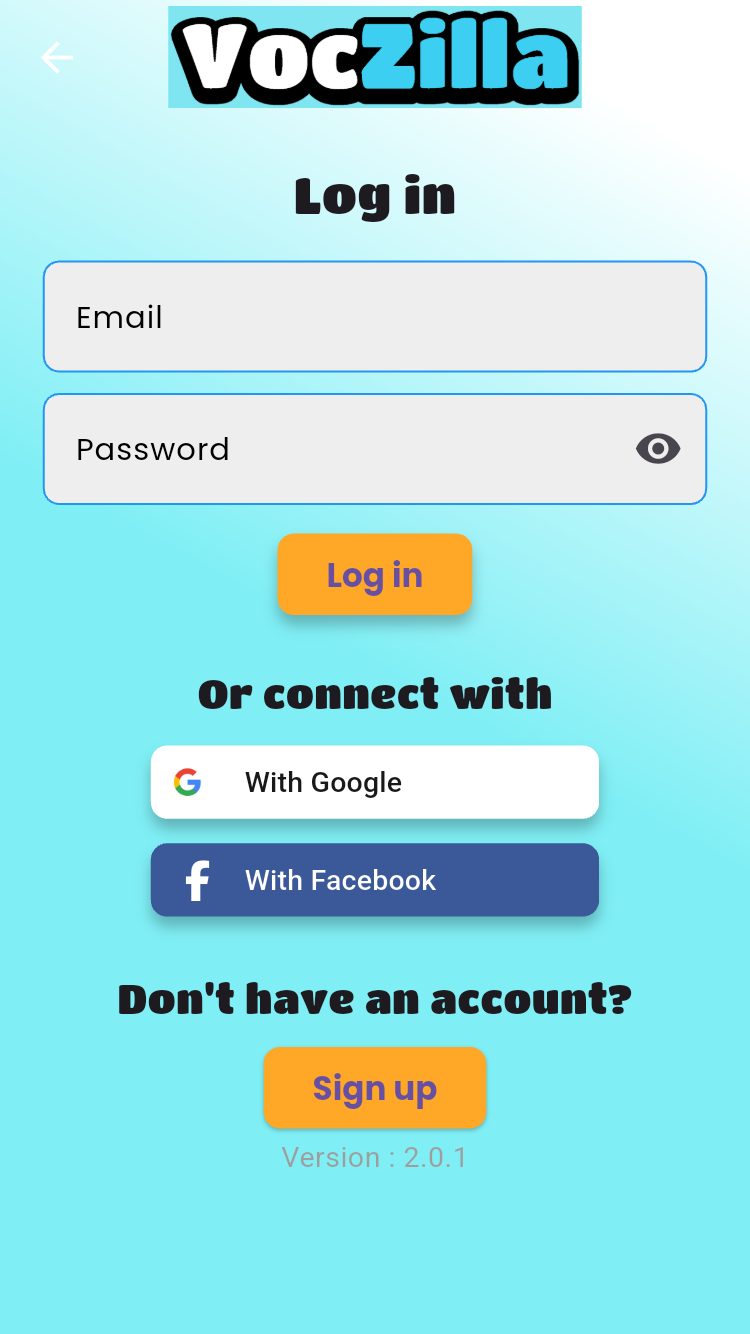 VocZilla
Log in
Email
Password
Log in
Or connect with
With Google
With Facebook
Don't have an account?
Sign up
Version : 2.0.1